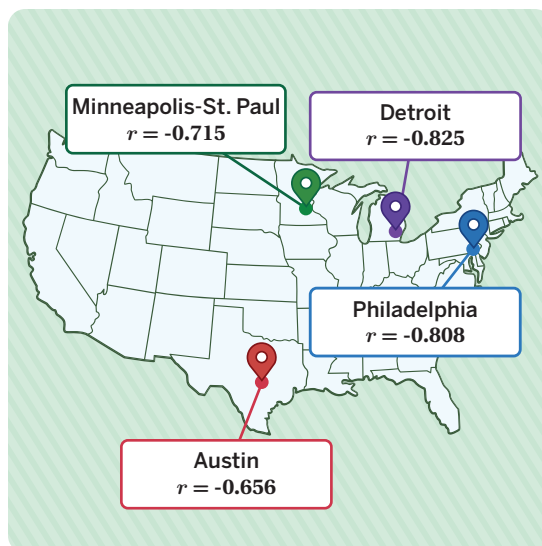 Minneapolis-St. Paul
r = -0.715
Detroit
r = -0.825
Philadelphia
r = -0.808
Austin
r = -0.656